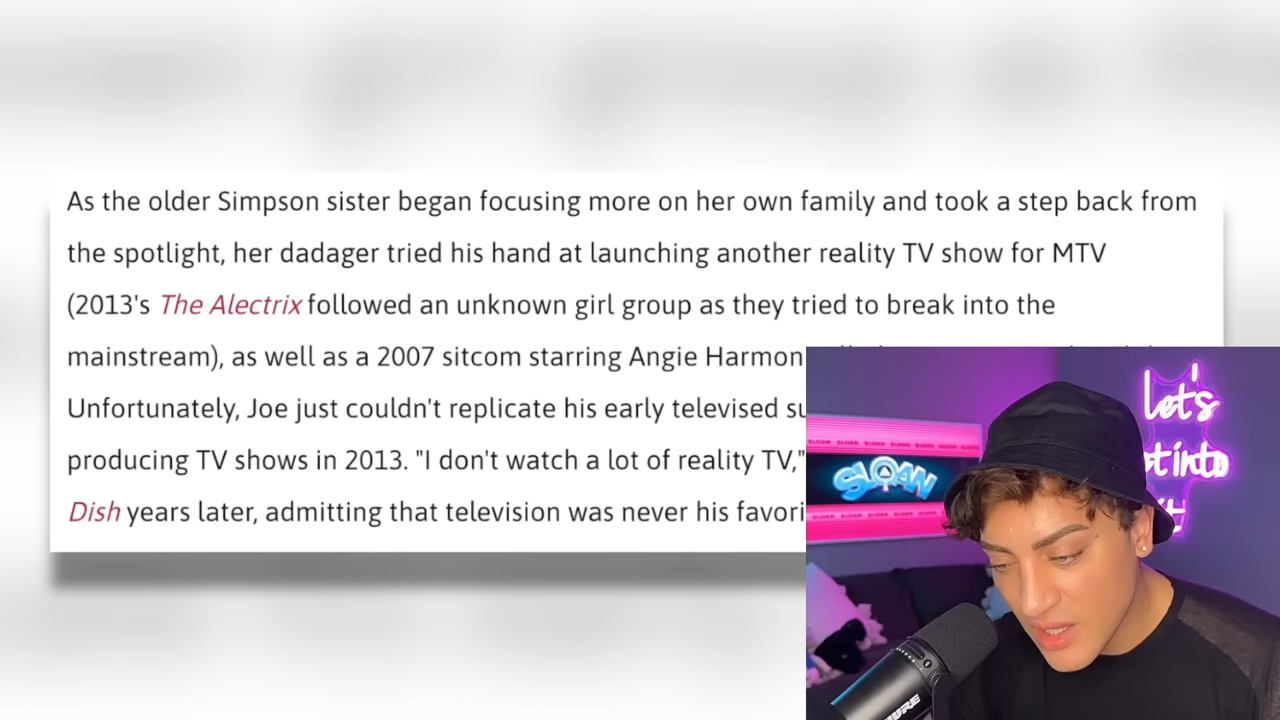 As the older Simpson sister began focusing more on her own family and took a step back from
the spotlight, her dadager tried his hand at launching another reality TV show for MTV
(2013's The Alectrix followed an unknown girl group as they tried to break into the
mainstream), as well as a 2007 sitcom starring Angie Harmon
Unfortunately, Joe just couldn't replicate his early televised
producing TV shows in 2013. "I don't watch a lot of reality TV,"
Dish years later, admitting that television was never his
let's
SLOAN
SHURE